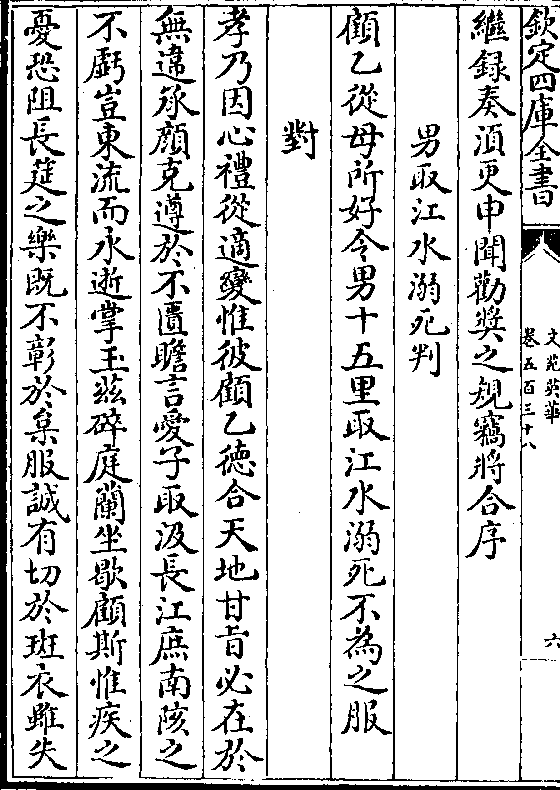 欽定四庫全書
文苑英華
卷五百三十八
六
繼録奏湏更申聞勸奨之規竊將合序
男取江水溺死判
顧乙從母所好令男十五里取江水溺死不為之服
對
孝乃因心禮從適變惟彼顧乙德合天地甘旨必在於
無違承顔克遵於不匱瞻言愛子取汲長江庶南陔之
不虧豈東流而永逝掌玉兹碎庭蘭坐歇顧斯惟疾之
憂恐阻長筵之樂既不彰於枲服誠有切於班衣雖失